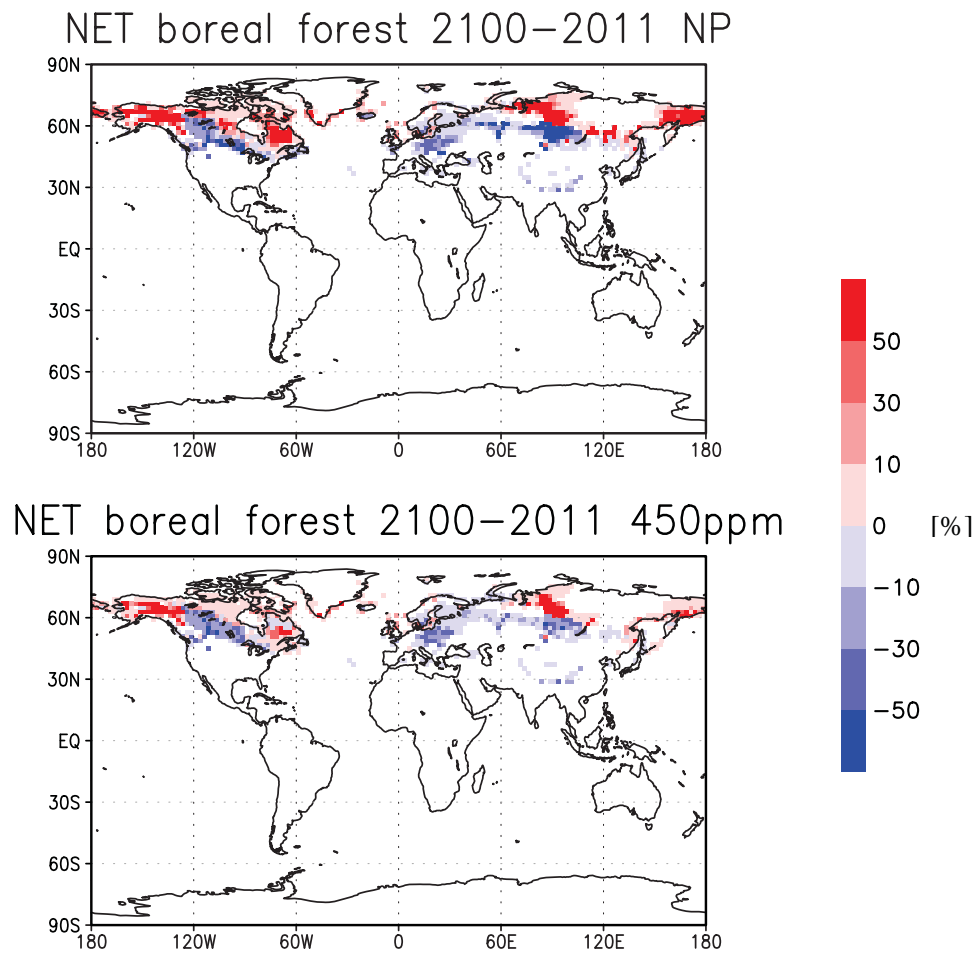 NET boreal forest 2100−2011 NP
90N
60N
30N
EQ
30S
60S
90S
180 120W 60W 0 60E 120E 180
NET boreal forest 2100−2011 450ppm
90N
60N
30N
EQ
30S
60S
90S
180 120W 60W 0 60E 120E 180
50
30
10
0
−10
−30
−50
[%]